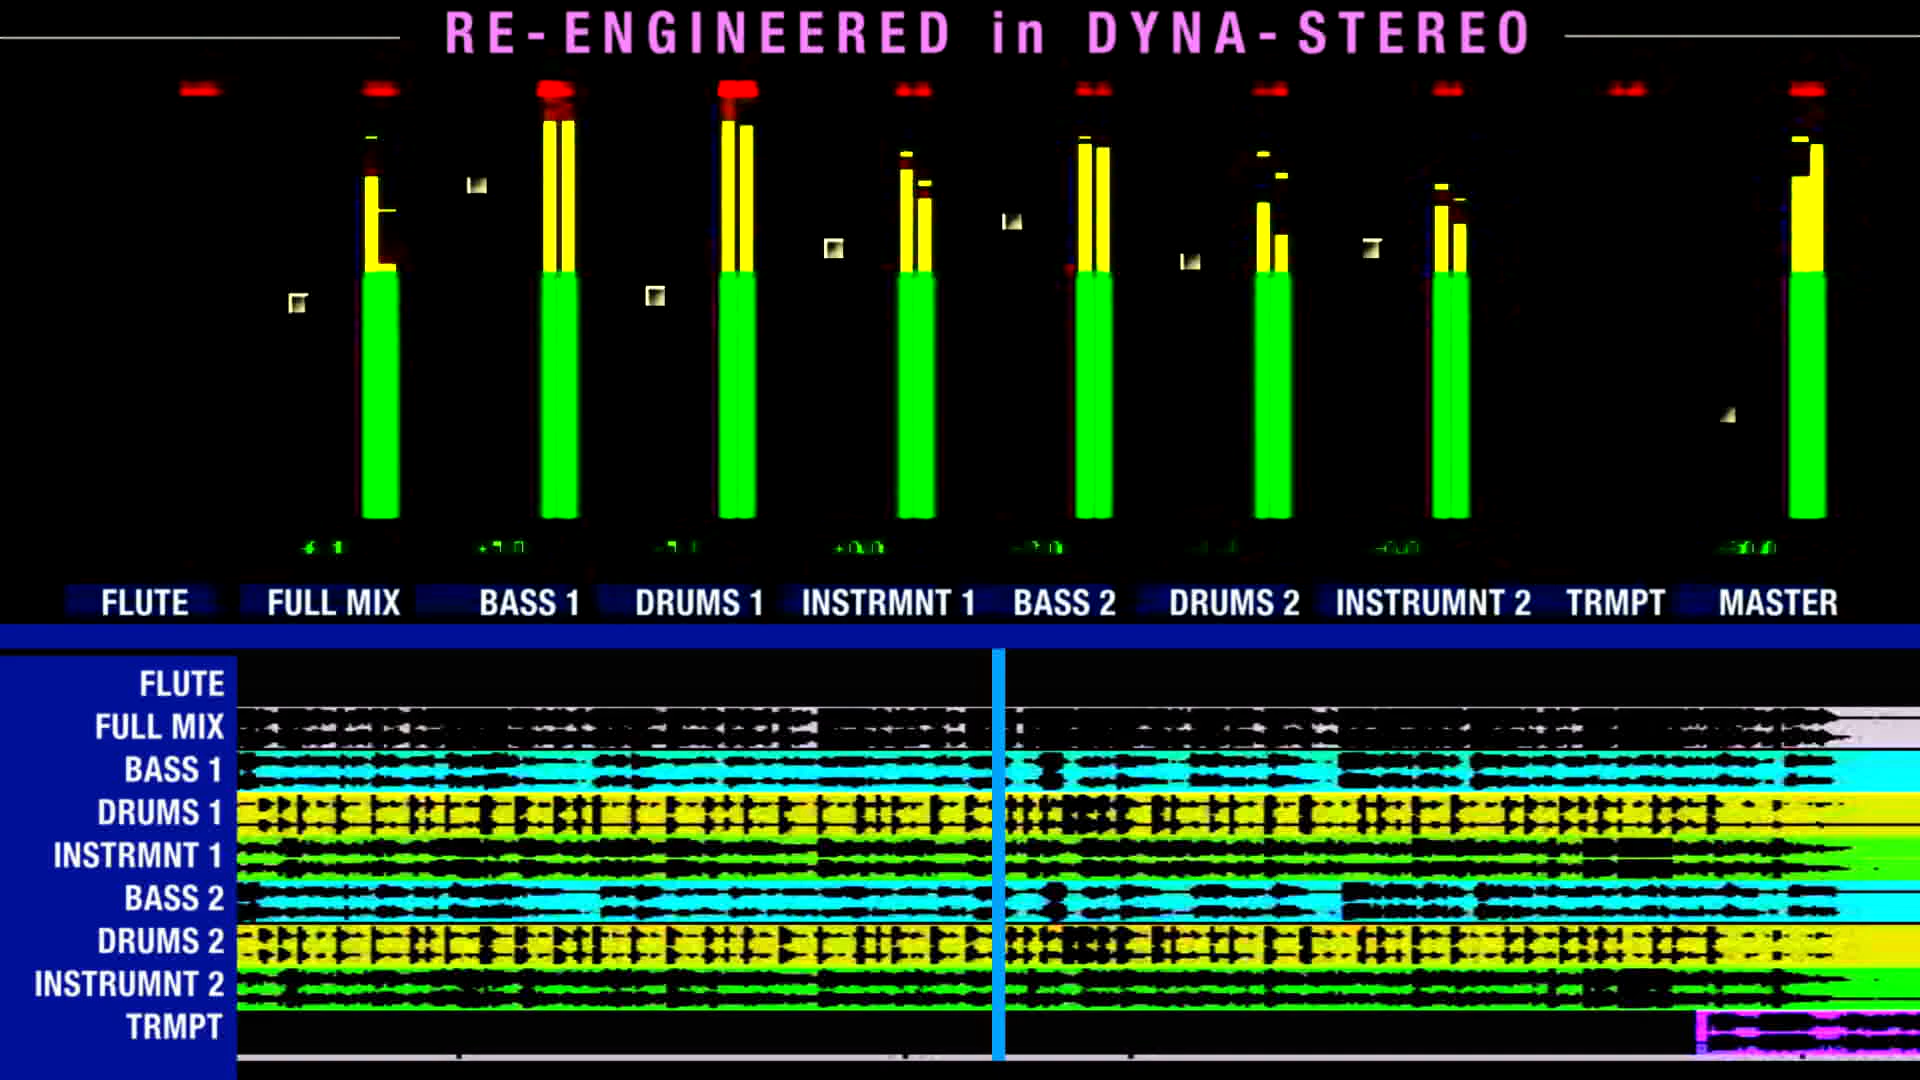 RE-ENGINEERED in DYNA-STEREO
FLUTE FULL MIX BASS 1 DRUMS 1 INSTRMNT 1 BASS 2 DRUMS 2 INSTRUMNT 2 TRMPT MASTER
FLUTE
FULL MIX
BASS 1
DRUMS 1
INSTRMNT 1
BASS 2
DRUMS 2
INSTRUMNT 2
TRMPT